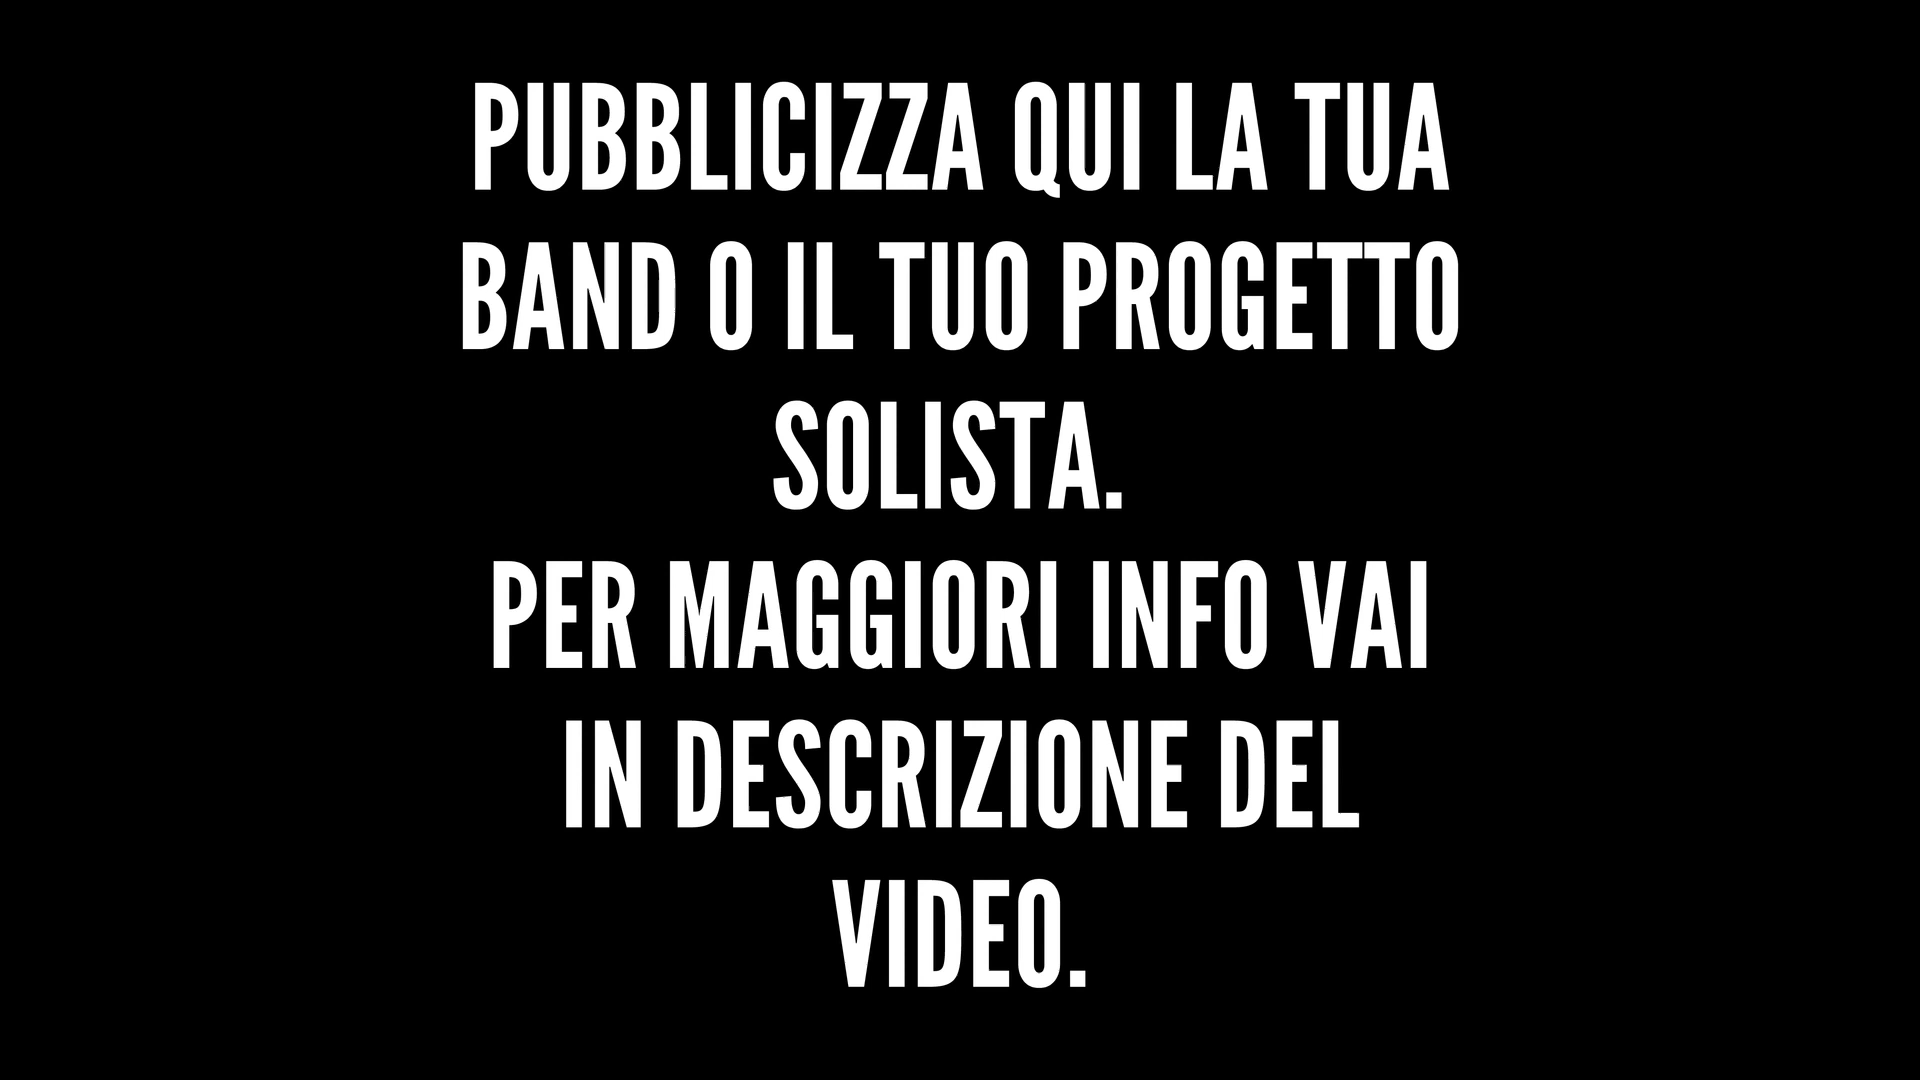 PUBBLICIZZA QUI LA TUA
BAND O IL TUO PROGETTO
SOLISTA.
PER MAGGIORI INFO VAI
IN DESCRIZIONE DEL
VIDEO.